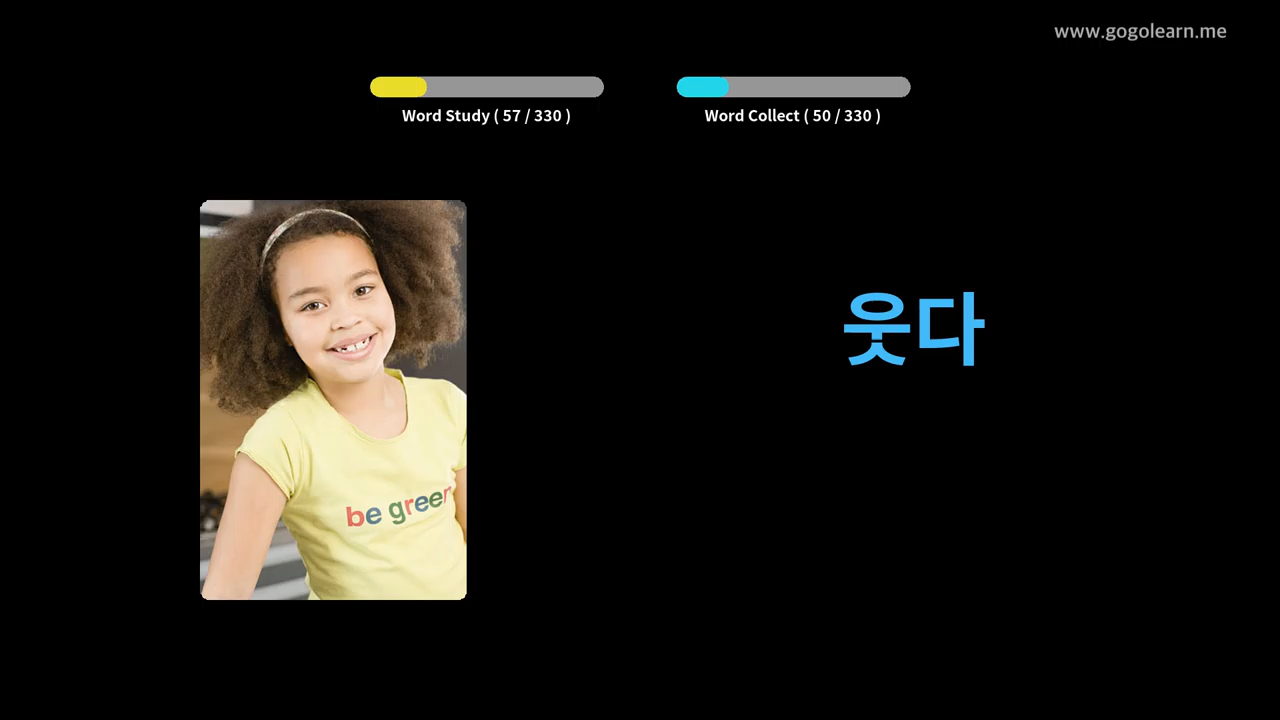 www.gogolearn.me
Word Study ( 57 / 330 )
Word Collect ( 50 / 330 )
웃다
be green